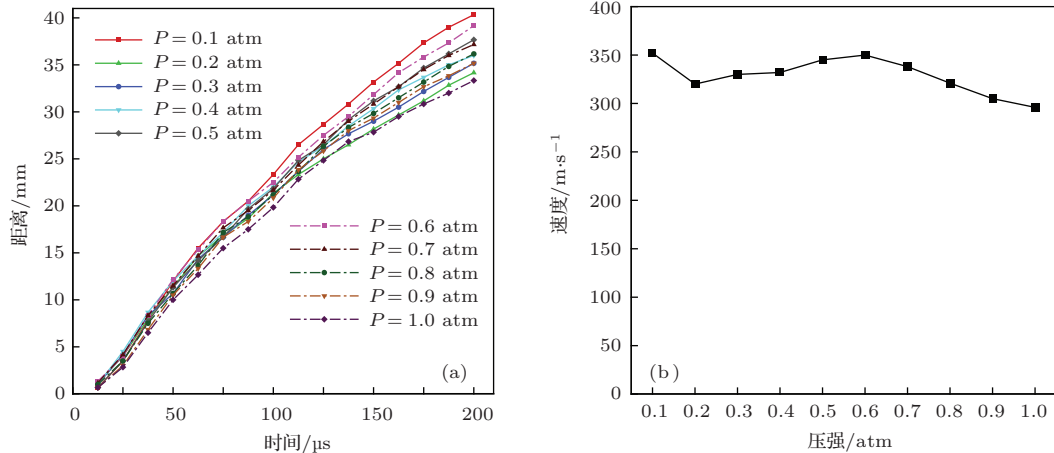 40
35
30
25
20
15
10
5
0
距离/mm
P = 0.1 atm
P = 0.2 atm
P = 0.3 atm
P = 0.4 atm
P = 0.5 atm
P = 0.6 atm
P = 0.7 atm
P = 0.8 atm
P = 0.9 atm
P = 1.0 atm
(a)
0 50 100 150 200
时间/µs
400
350
300
250
200
150
100
50
0
速度/m·s⁻¹
(b)
0.1 0.2 0.3 0.4 0.5 0.6 0.7 0.8 0.9 1.0
压强/atm